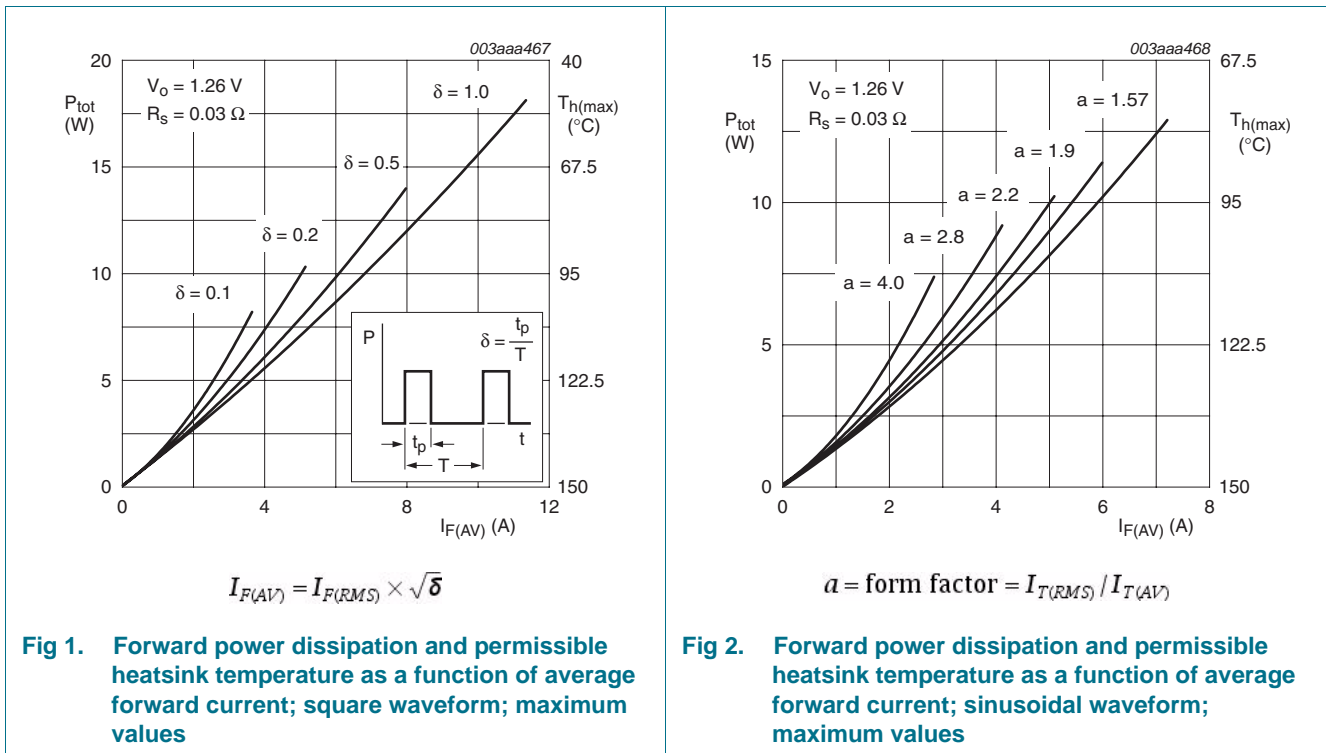 003aaa467
20
40
Vo = 1.26 V
Rs = 0.03 Ω
Ptot
(W)
δ = 1.0
Th(max)
(°C)
15
67.5
δ = 0.5
δ = 0.2
10
95
δ = 0.1
P
δ = tp
T
5
122.5
tp
t
T
0
150
0
4
8
12
IF(AV) (A)
IF(AV) = IF(RMS) × √δ
Fig 1. Forward power dissipation and permissible
heatsink temperature as a function of average
forward current; square waveform; maximum
values
003aaa468
15
67.5
Vo = 1.26 V
Rs = 0.03 Ω
Ptot
(W)
a = 1.57
Th(max)
(°C)
a = 1.9
10
95
a = 2.2
a = 2.8
a = 4.0
5
122.5
0
150
0
2
4
6
8
IF(AV) (A)
a = form factor = IT(RMS) / IT(AV)
Fig 2. Forward power dissipation and permissible
heatsink temperature as a function of average
forward current; sinusoidal waveform;
maximum values